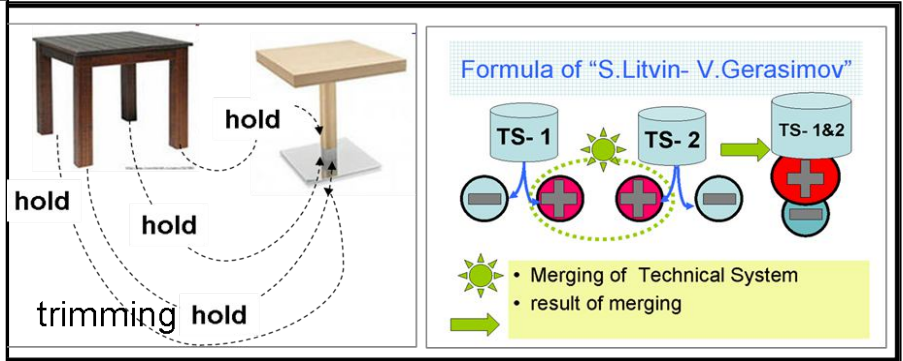 hold
hold
hold
trimming hold
Formula of “S.Litvin- V.Gerasimov”
TS- 1
TS- 2
TS- 1&2
• Merging of Technical System
• result of merging